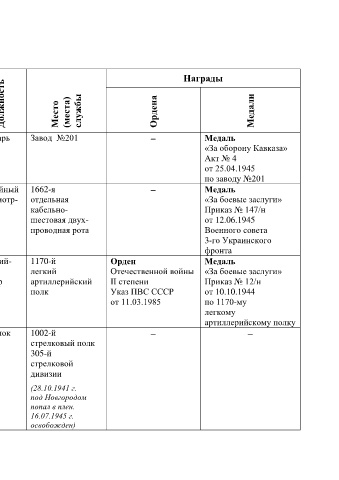 Награды
Должность
Место
(места)
службы
Ордена
Медали
арь
Завод №201
–
Медаль
«За оборону Кавказа»
Акт № 4
от 25.04.1945
по заводу №201
йный
мотр-
1662-я
отдельная
кабельно-
шестовая двух-
проводная рота
–
Медаль
«За боевые заслуги»
Приказ № 147/н
от 12.06.1945
Военного совета
3-го Украинского
фронта
ий-
р
1170-й
легкий
артиллерийский
полк
Орден
Отечественной войны
II степени
Указ ПВС СССР
от 11.03.1985
Медаль
«За боевые заслуги»
Приказ № 12/н
от 10.10.1944
по 1170-му
легкому
артиллерийскому полку
лок
1002-й
стрелковый полк
305-й
стрелковой
дивизии
(28.10.1941 г.
под Новгородом
попал в плен.
16.07.1945 г.
освобожден)
–
–